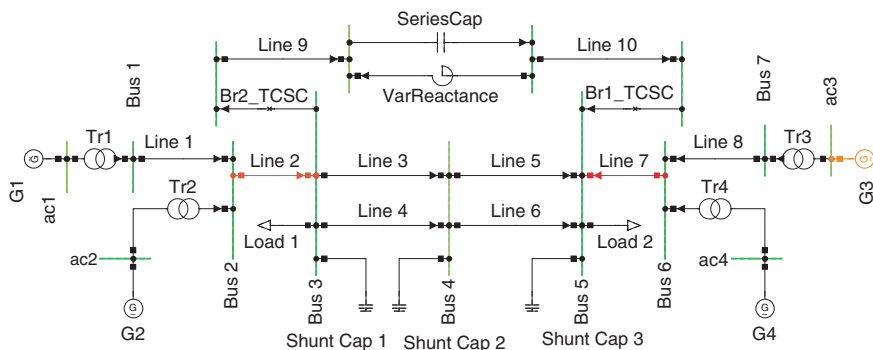 SeriesCap
Line 9
Line 10
VarReactance
Bus 1
Br2_TCSC
Br1_TCSC
Bus 7
ac3
Tr1
Line 1
Line 2
Line 3
Line 5
Line 7
Line 8
Tr3
G
G1
ac1
G
G3
Tr2
Tr4
Load 1
Line 4
Line 6
Load 2
ac2
Bus 2
Bus 3
Bus 4
Bus 5
Bus 6
ac4
G
G2
G
G4
Shunt Cap 1
Shunt Cap 2
Shunt Cap 3